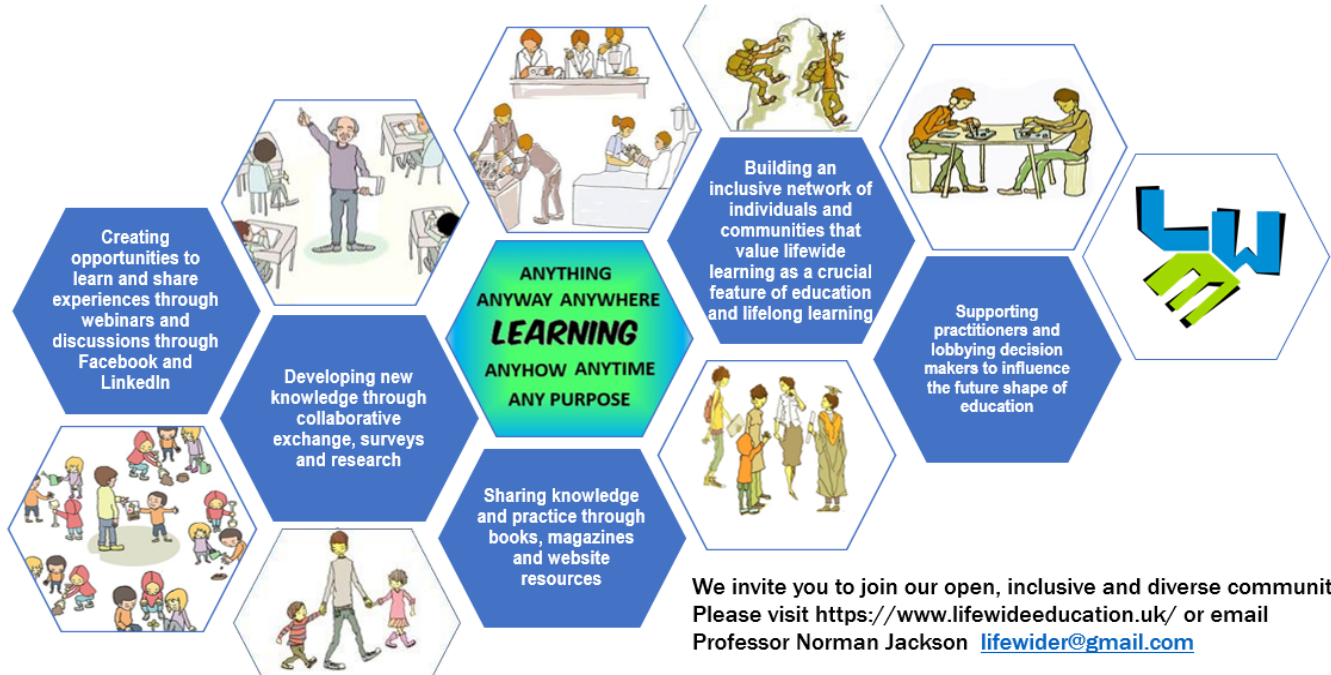 Creating
opportunities to
learn and share
experiences through
webinars and
discussions through
Facebook and
LinkedIn
Developing new
knowledge through
collaborative
exchange, surveys
and research
ANYTHING
ANYWAY ANYWHERE
LEARNING
ANYHOW ANYTIME
ANY PURPOSE
Sharing knowledge
and practice through
books, magazines
and website
resources
Building an
inclusive network of
individuals and
communities that
value lifewide
learning as a crucial
feature of education
and lifelong learning
Supporting
practitioners and
lobbying decision
makers to influence
the future shape of
education
LWE
We invite you to join our open, inclusive and diverse communit
Please visit https://www.lifewideeducation.uk/ or email
Professor Norman Jackson lifewider@gmail.com